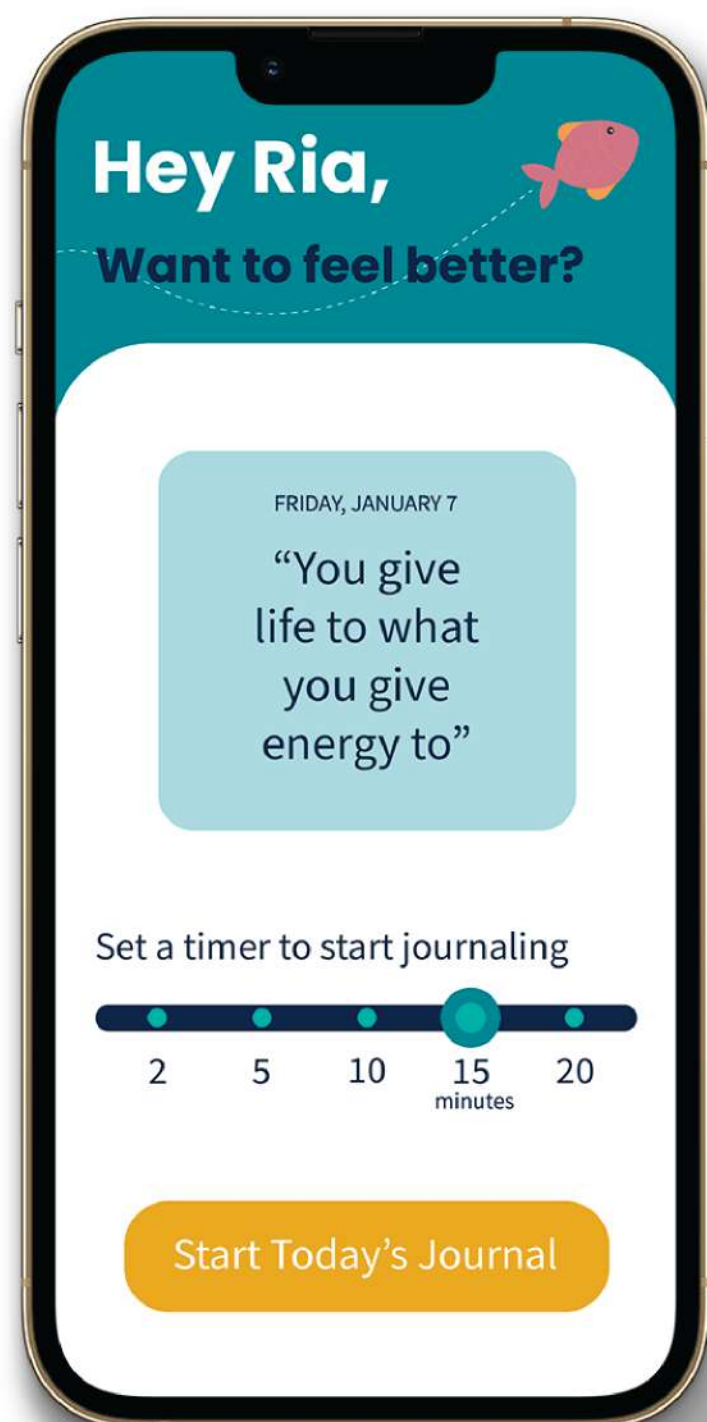 Hey Ria,
Want to feel better?
FRIDAY, JANUARY 7
“You give
life to what
you give
energy to”
Set a timer to start journaling
2 5 10 15 20
minutes
Start Today’s Journal